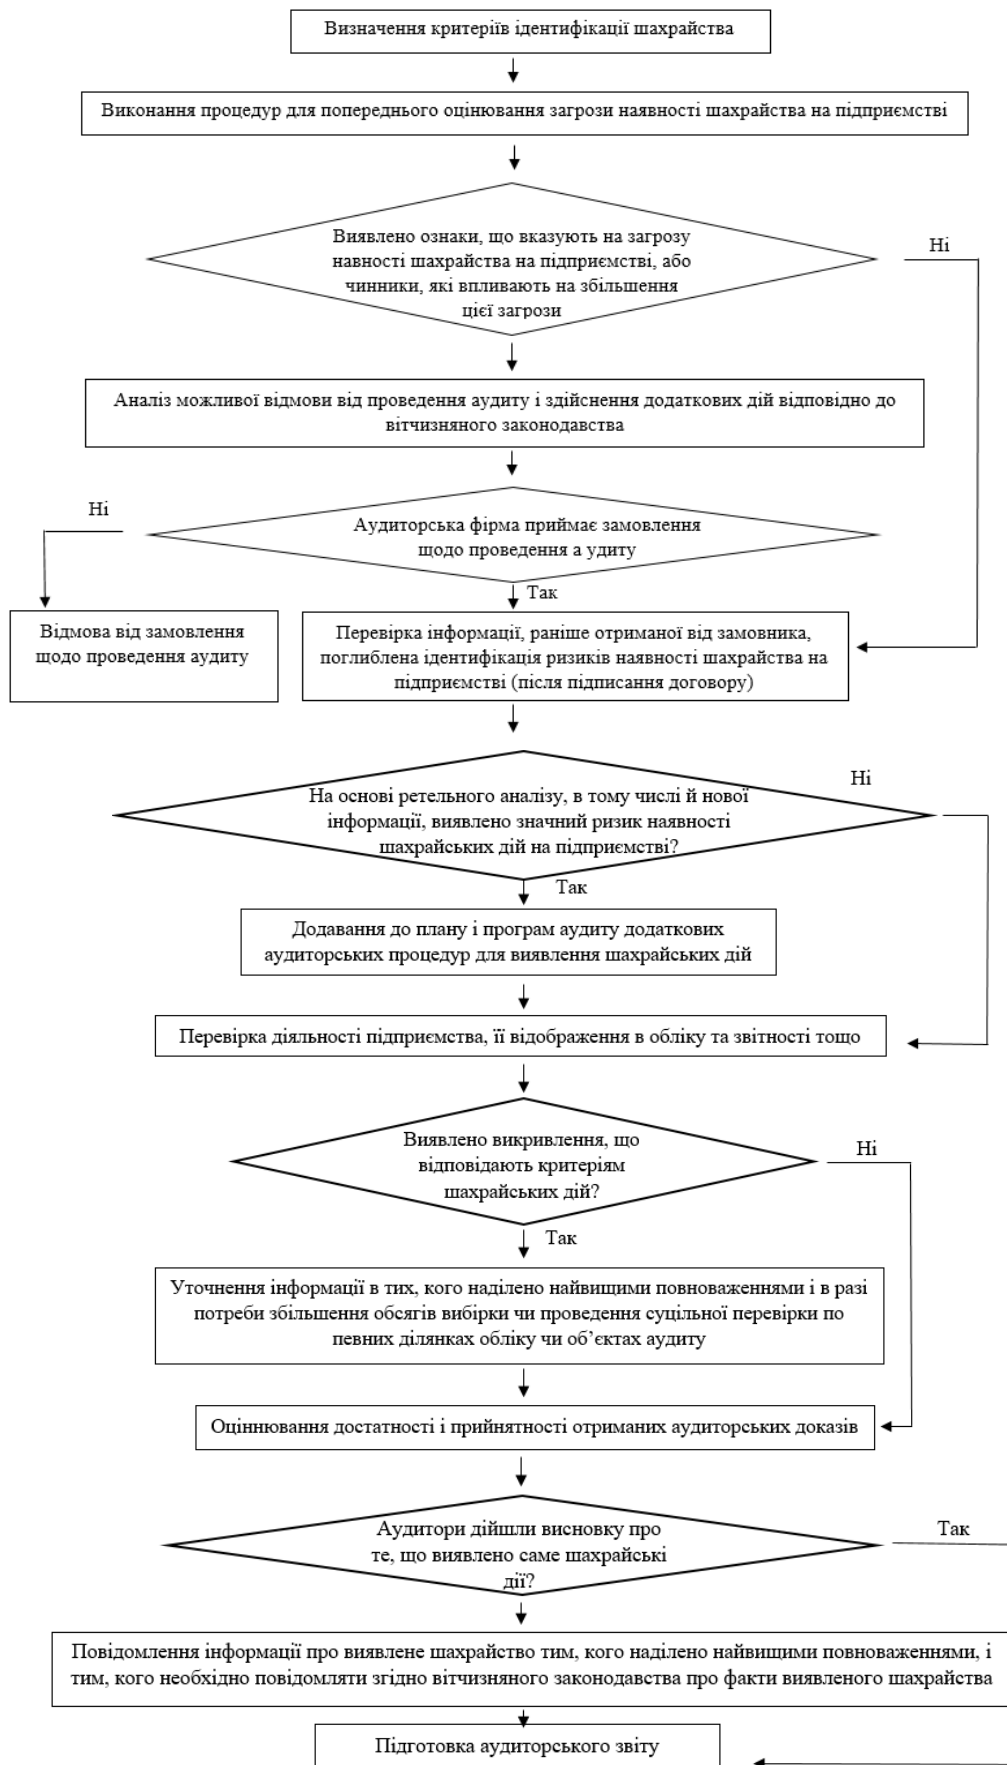 Визначення критеріїв ідентифікації шахрайства
Виконання процедур для попереднього оцінювання загрози наявності шахрайства на підприємстві
Виявлено ознаки, що вказують на загрозу
навності шахрайства на підприємстві, або
чинники, які впливають на збільшення
цієї загрози
Ні
Аналіз можливої відмови від проведення аудиту і здійснення додаткових дій відповідно до
вітчизняного законодавства
Ні
Аудиторська фірма приймає замовлення
щодо проведення а удиту
Так
Відмова від замовлення
щодо проведення аудиту
Перевірка інформації, раніше отриманої від замовника,
поглиблена ідентифікація ризиків наявності шахрайства на
підприємстві (після підписання договору)
Ні
На основі ретельного аналізу, в тому числі й нової
інформації, виявлено значний ризик наявності
шахрайських дій на підприємстві?
Так
Додавання до плану і програм аудиту додаткових
аудиторських процедур для виявлення шахрайських дій
Перевірка діяльності підприємства, її відображення в обліку та звітності тощо
Виявлено викривлення, що
відповідають критеріям
шахрайських дій?
Ні
Так
Уточнення інформації в тих, кого наділено найвищими повноваженнями і в разі
потреби збільшення обсягів вибірки чи проведення суцільної перевірки по
певних ділянках обліку чи об’єктах аудиту
Оціннювання достатності і прийнятності отриманих аудиторських доказів
Аудитори дійшли висновку про
те, що виявлено саме шахрайські
дії?
Так
Повідомлення інформації про виявлене шахрайство тим, кого наділено найвищими повноваженнями, і
тим, кого необхідно повідомляти згідно вітчизняного законодавства про факти виявленого шахрайства
Підготовка аудиторського звіту